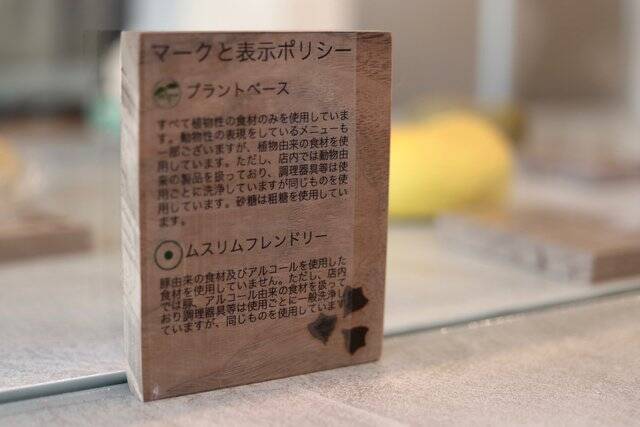 マークと表示ポリシー
プラントベース
すべて植物性の食材のみを使用していま
す。動物性の表現をしているメニューも
一部ございますが、植物由来の食材を使
用しています。ただし、店内では動物由
来の製品を扱っており、調理器具等は使
用ごとに洗浄していますが同じものを使
用しています。砂糖は粗糖を使用してい
ます。
ムスリムフレンドリー
豚由来の食材及びアルコールを使用した
食材を使用していません。ただし、店内
では豚、アルコール由来の食材を扱って
おり調理器具等は使用ごとに一般洗浄し
ていますが、同じものを使用しています